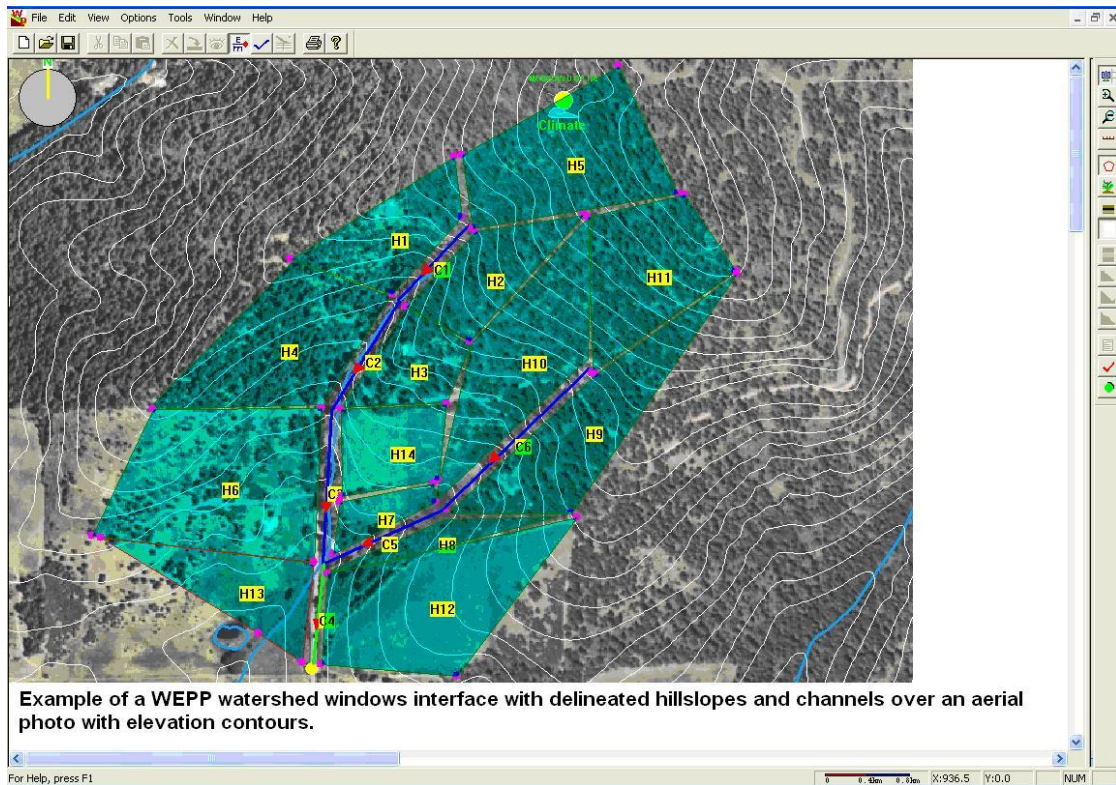 File Edit View Options Tools Window Help
N
Climate
H5
H1
C1
H2
H11
H4
C2
H3
H10
H9
C6
H14
H6
H7
C5
H8
H13
H12
C4
Example of a WEPP watershed windows interface with delineated hillslopes and channels over an aerial
photo with elevation contours.
For Help, press F1
0
X:936.5 Y:0.0
NUM